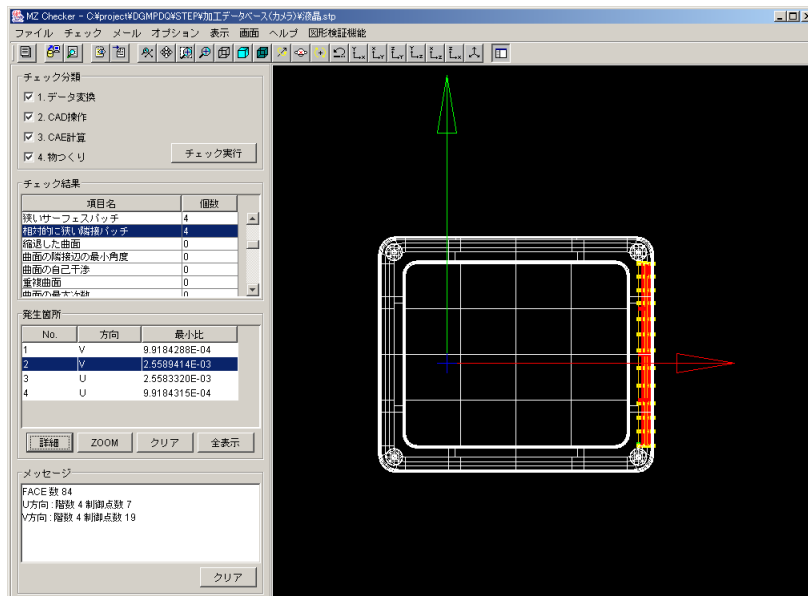 MZ Checker - C:¥project¥DGMPDQ¥STEP¥加工データベース(カメラ)¥液晶.stp
ファイル チェック メール オプション 表示 画面 ヘルプ 図形検証機能
チェック分類
1. データ変換
2. CAD操作
3. CAE計算
4. 物つくり
チェック実行
チェック結果
項目名 個数
狭いサーフェスパッチ 4
相対的に狭い隣接パッチ 4
縮退した曲面 0
曲面の隣接辺の最小角度 0
曲面の自己干渉 0
重複曲面 0
曲面の最大次数 0
発生箇所
No. 方向 最小比
1 V 9.9184288E-04
2 V 2.5589414E-03
3 U 2.5583320E-03
4 U 9.9184315E-04
詳細 ZOOM クリア 全表示
メッセージ
FACE 数 84
U方向 : 階数 4 制御点数 7
V方向 : 階数 4 制御点数 19
クリア